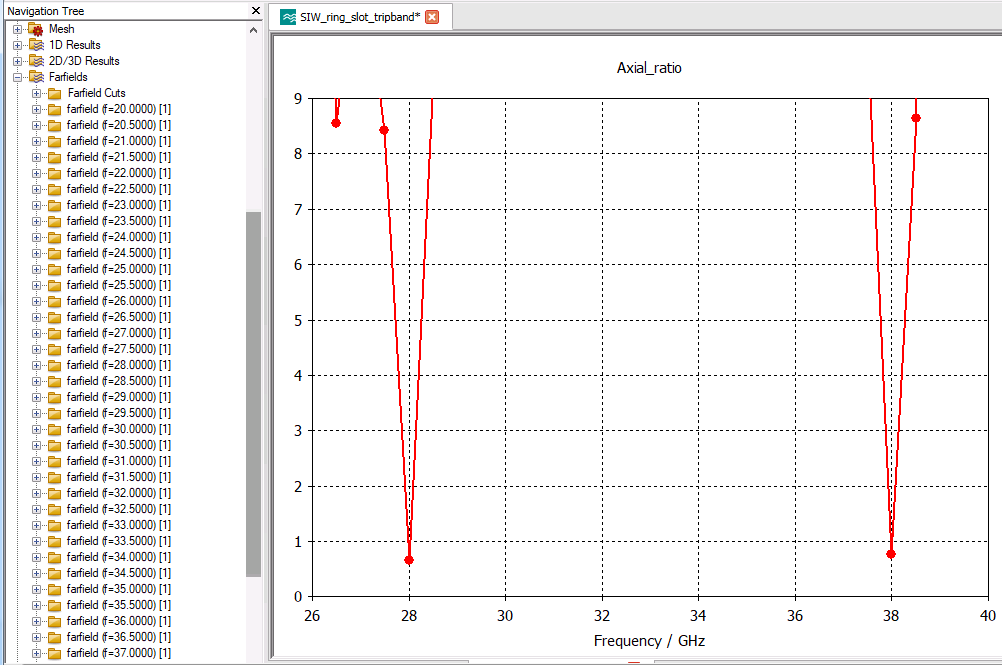 Navigation Tree
Mesh
1D Results
2D/3D Results
Farfields
Farfield Cuts
farfield (f=20.0000) [1]
farfield (f=20.5000) [1]
farfield (f=21.0000) [1]
farfield (f=21.5000) [1]
farfield (f=22.0000) [1]
farfield (f=22.5000) [1]
farfield (f=23.0000) [1]
farfield (f=23.5000) [1]
farfield (f=24.0000) [1]
farfield (f=24.5000) [1]
farfield (f=25.0000) [1]
farfield (f=25.5000) [1]
farfield (f=26.0000) [1]
farfield (f=26.5000) [1]
farfield (f=27.0000) [1]
farfield (f=27.5000) [1]
farfield (f=28.0000) [1]
farfield (f=28.5000) [1]
farfield (f=29.0000) [1]
farfield (f=29.5000) [1]
farfield (f=30.0000) [1]
farfield (f=30.5000) [1]
farfield (f=31.0000) [1]
farfield (f=31.5000) [1]
farfield (f=32.0000) [1]
farfield (f=32.5000) [1]
farfield (f=33.0000) [1]
farfield (f=33.5000) [1]
farfield (f=34.0000) [1]
farfield (f=34.5000) [1]
farfield (f=35.0000) [1]
farfield (f=35.5000) [1]
farfield (f=36.0000) [1]
farfield (f=36.5000) [1]
farfield (f=37.0000) [1]
SIW_ring_slot_tripband*
Axial_ratio
9
8
7
6
5
4
3
2
1
0
26 28 30 32 34 36 38 40
Frequency / GHz